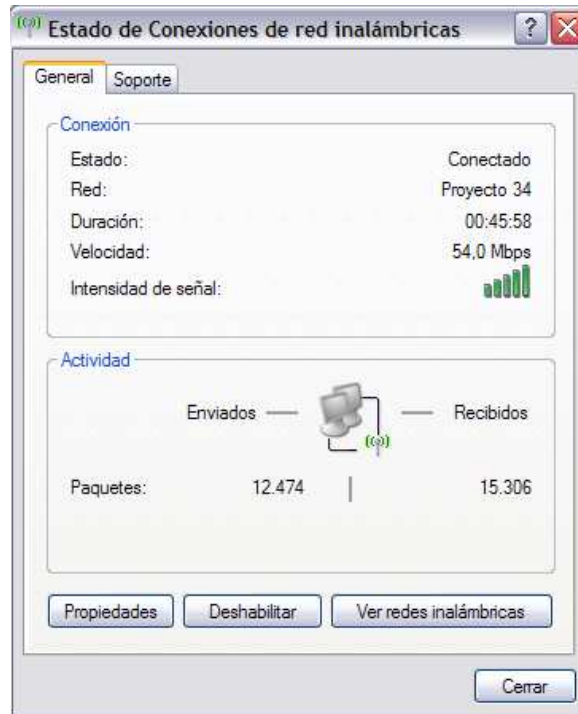 Estado de Conexiones de red inalámbricas
General Soporte
Conexión
Estado: Conectado
Red: Proyecto 34
Duración: 00:45:58
Velocidad: 54,0 Mbps
Intensidad de señal:
Actividad
Enviados Recibidos
Paquetes: 12.474 15.306
Propiedades Deshabilitar Ver redes inalámbricas
Cerrar